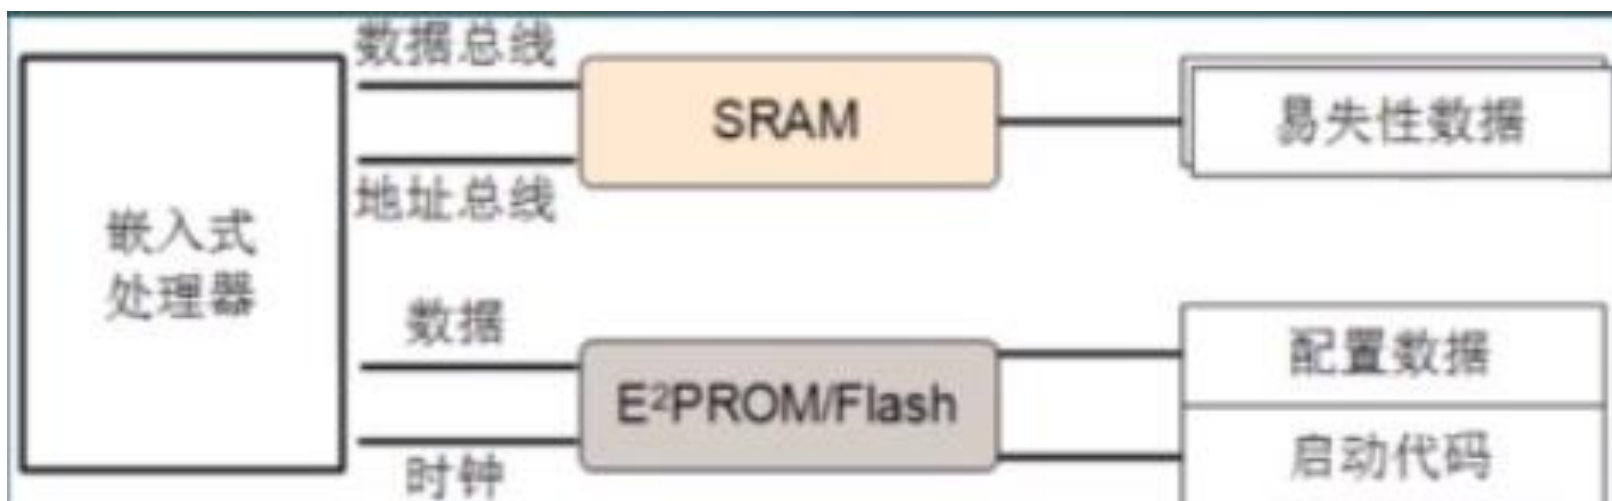 数据总线
SRAM
易失性数据
地址总线
嵌入式
处理器
数据
E²PROM/Flash
配置数据
时钟
启动代码